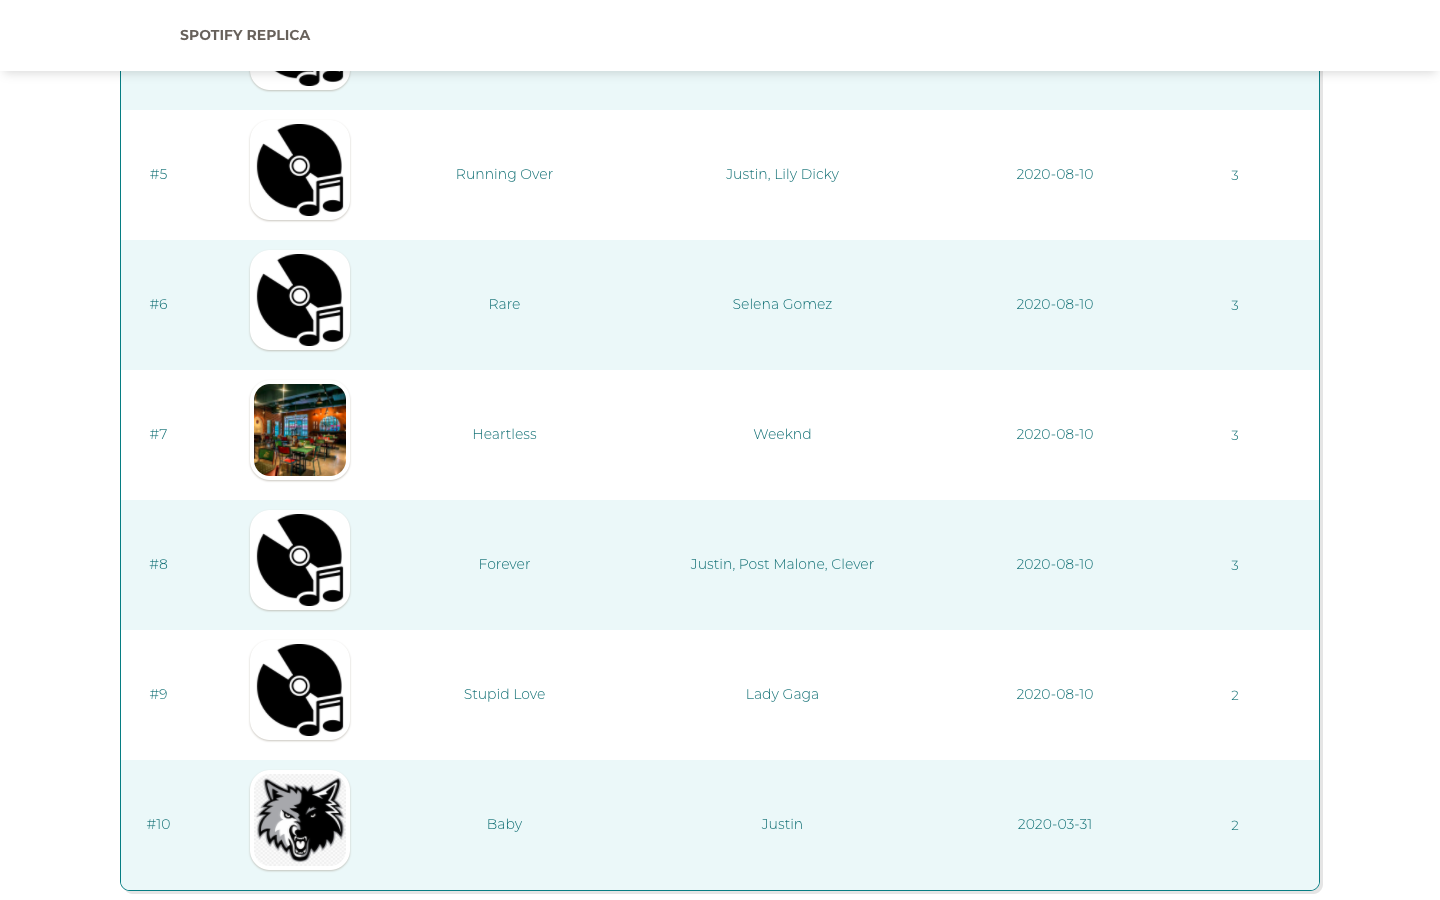 SPOTIFY REPLICA
#5 Running Over Justin, Lily Dicky 2020-08-10 3
#6 Rare Selena Gomez 2020-08-10 3
#7 Heartless Weeknd 2020-08-10 3
#8 Forever Justin, Post Malone, Clever 2020-08-10 3
#9 Stupid Love Lady Gaga 2020-08-10 2
#10 Baby Justin 2020-03-31 2